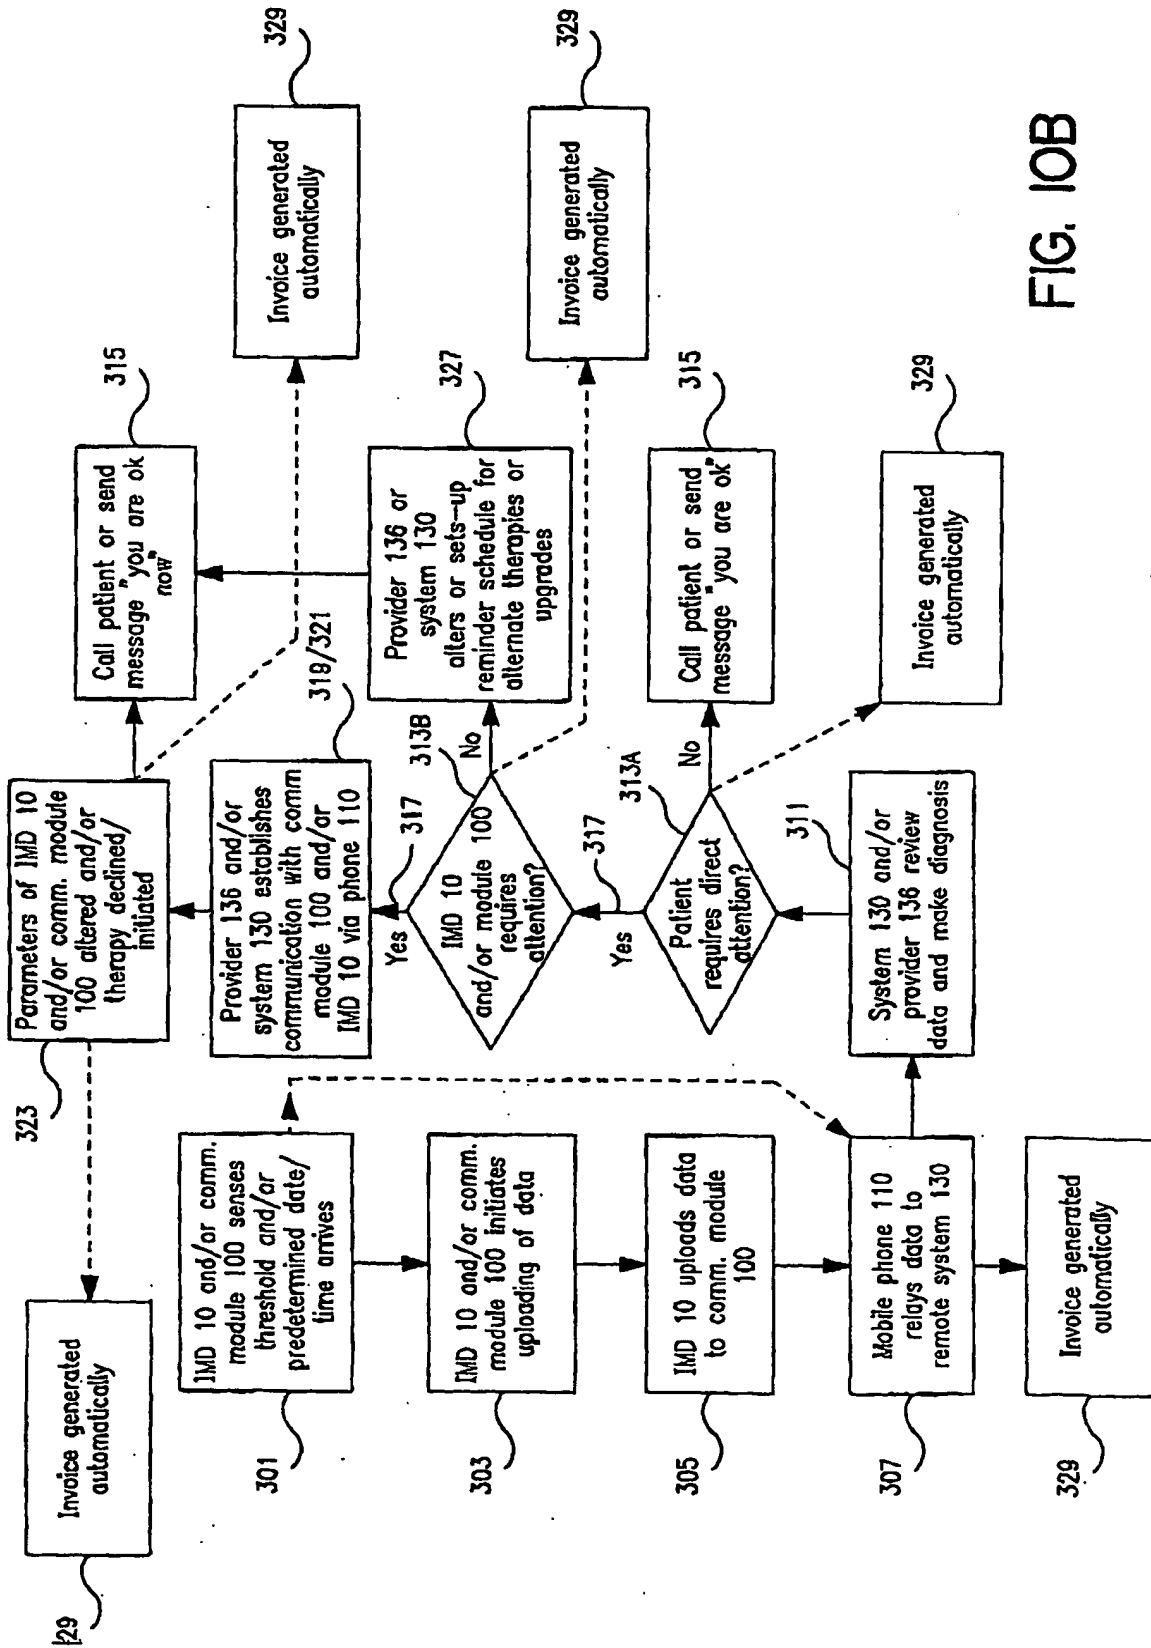 329
Invoice generated
automatically
323
Parameters of IMD 10
and/or comm. module
100 altered and/or
therapy declined/
initiated
Call patient or send
message "you are ok
now"
315
Invoice generated
automatically
329
301
IMD 10 and/or comm.
module 100 senses
threshold and/or
predetermined date/
time arrives
Provider 136 and/or
system 130 establishes
communication with comm
module 100 and/or
IMD 10 via phone 110
319/321
317
Yes
303
IMD 10 and/or comm.
module 100 initiates
uploading of data
IMD 10
and/or module 100
requires
attention?
313B
No
Provider 136 or
system 130
alters or sets-up
reminder schedule for
alternate therapies or
upgrades
327
Invoice generated
automatically
329
317
Yes
305
IMD 10 uploads data
to comm. module
100
Patient
requires direct
attention?
313A
No
Call patient or send
message "you are ok"
315
307
Mobile phone 110
relays data to
remote system 130
System 130 and/or
provider 136 review
data and make diagnosis
311
Invoice generated
automatically
329
329
Invoice generated
automatically
FIG. 10B